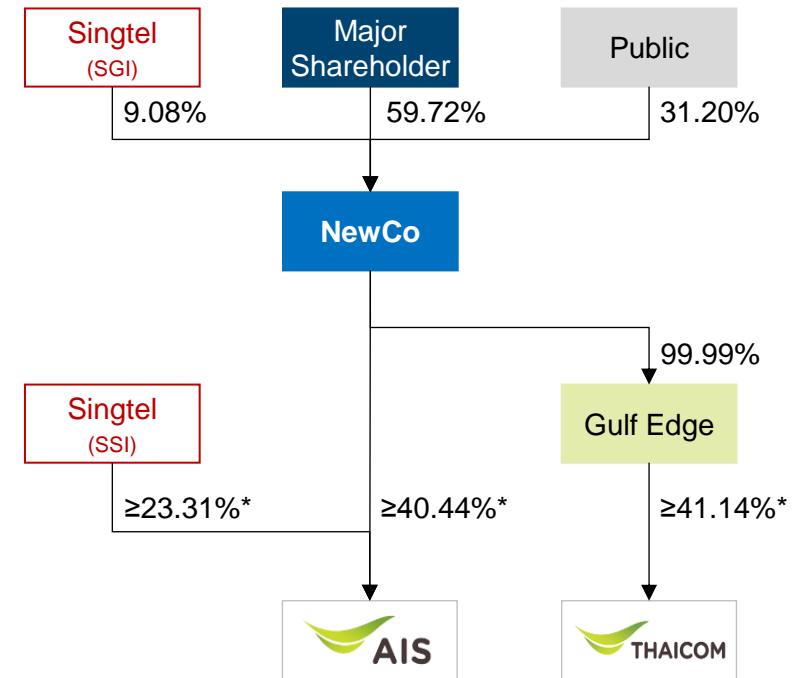 Singtel
(SGI)
Major
Shareholder
Public
9.08%
59.72%
31.20%
NewCo
99.99%
Singtel
(SSI)
Gulf Edge
≥23.31%*
≥40.44%*
≥41.14%*
AIS
THAICOM